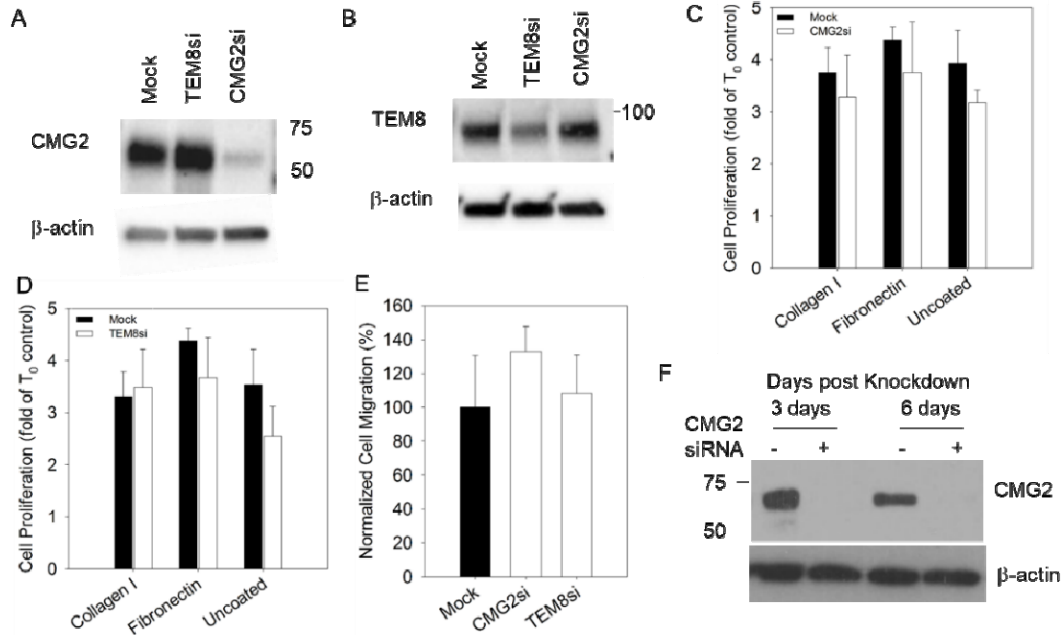 A
Mock
TEM8si
CMG2si
CMG2
75
50
β-actin
B
Mock
TEM8si
CMG2si
TEM8
100
β-actin
C
Cell Proliferation (fold of T0 control)
5
4
3
2
1
0
Mock
CMG2si
Collagen I
Fibronectin
Uncoated
D
Cell Proliferation (fold of T0 control)
5
4
3
2
1
0
Mock
TEM8si
Collagen I
Fibronectin
Uncoated
E
Normalized Cell Migration (%)
160
140
120
100
80
60
40
20
0
Mock
CMG2si
TEM8si
F
Days post Knockdown
3 days 6 days
CMG2
siRNA - + - +
75
50
CMG2
β-actin